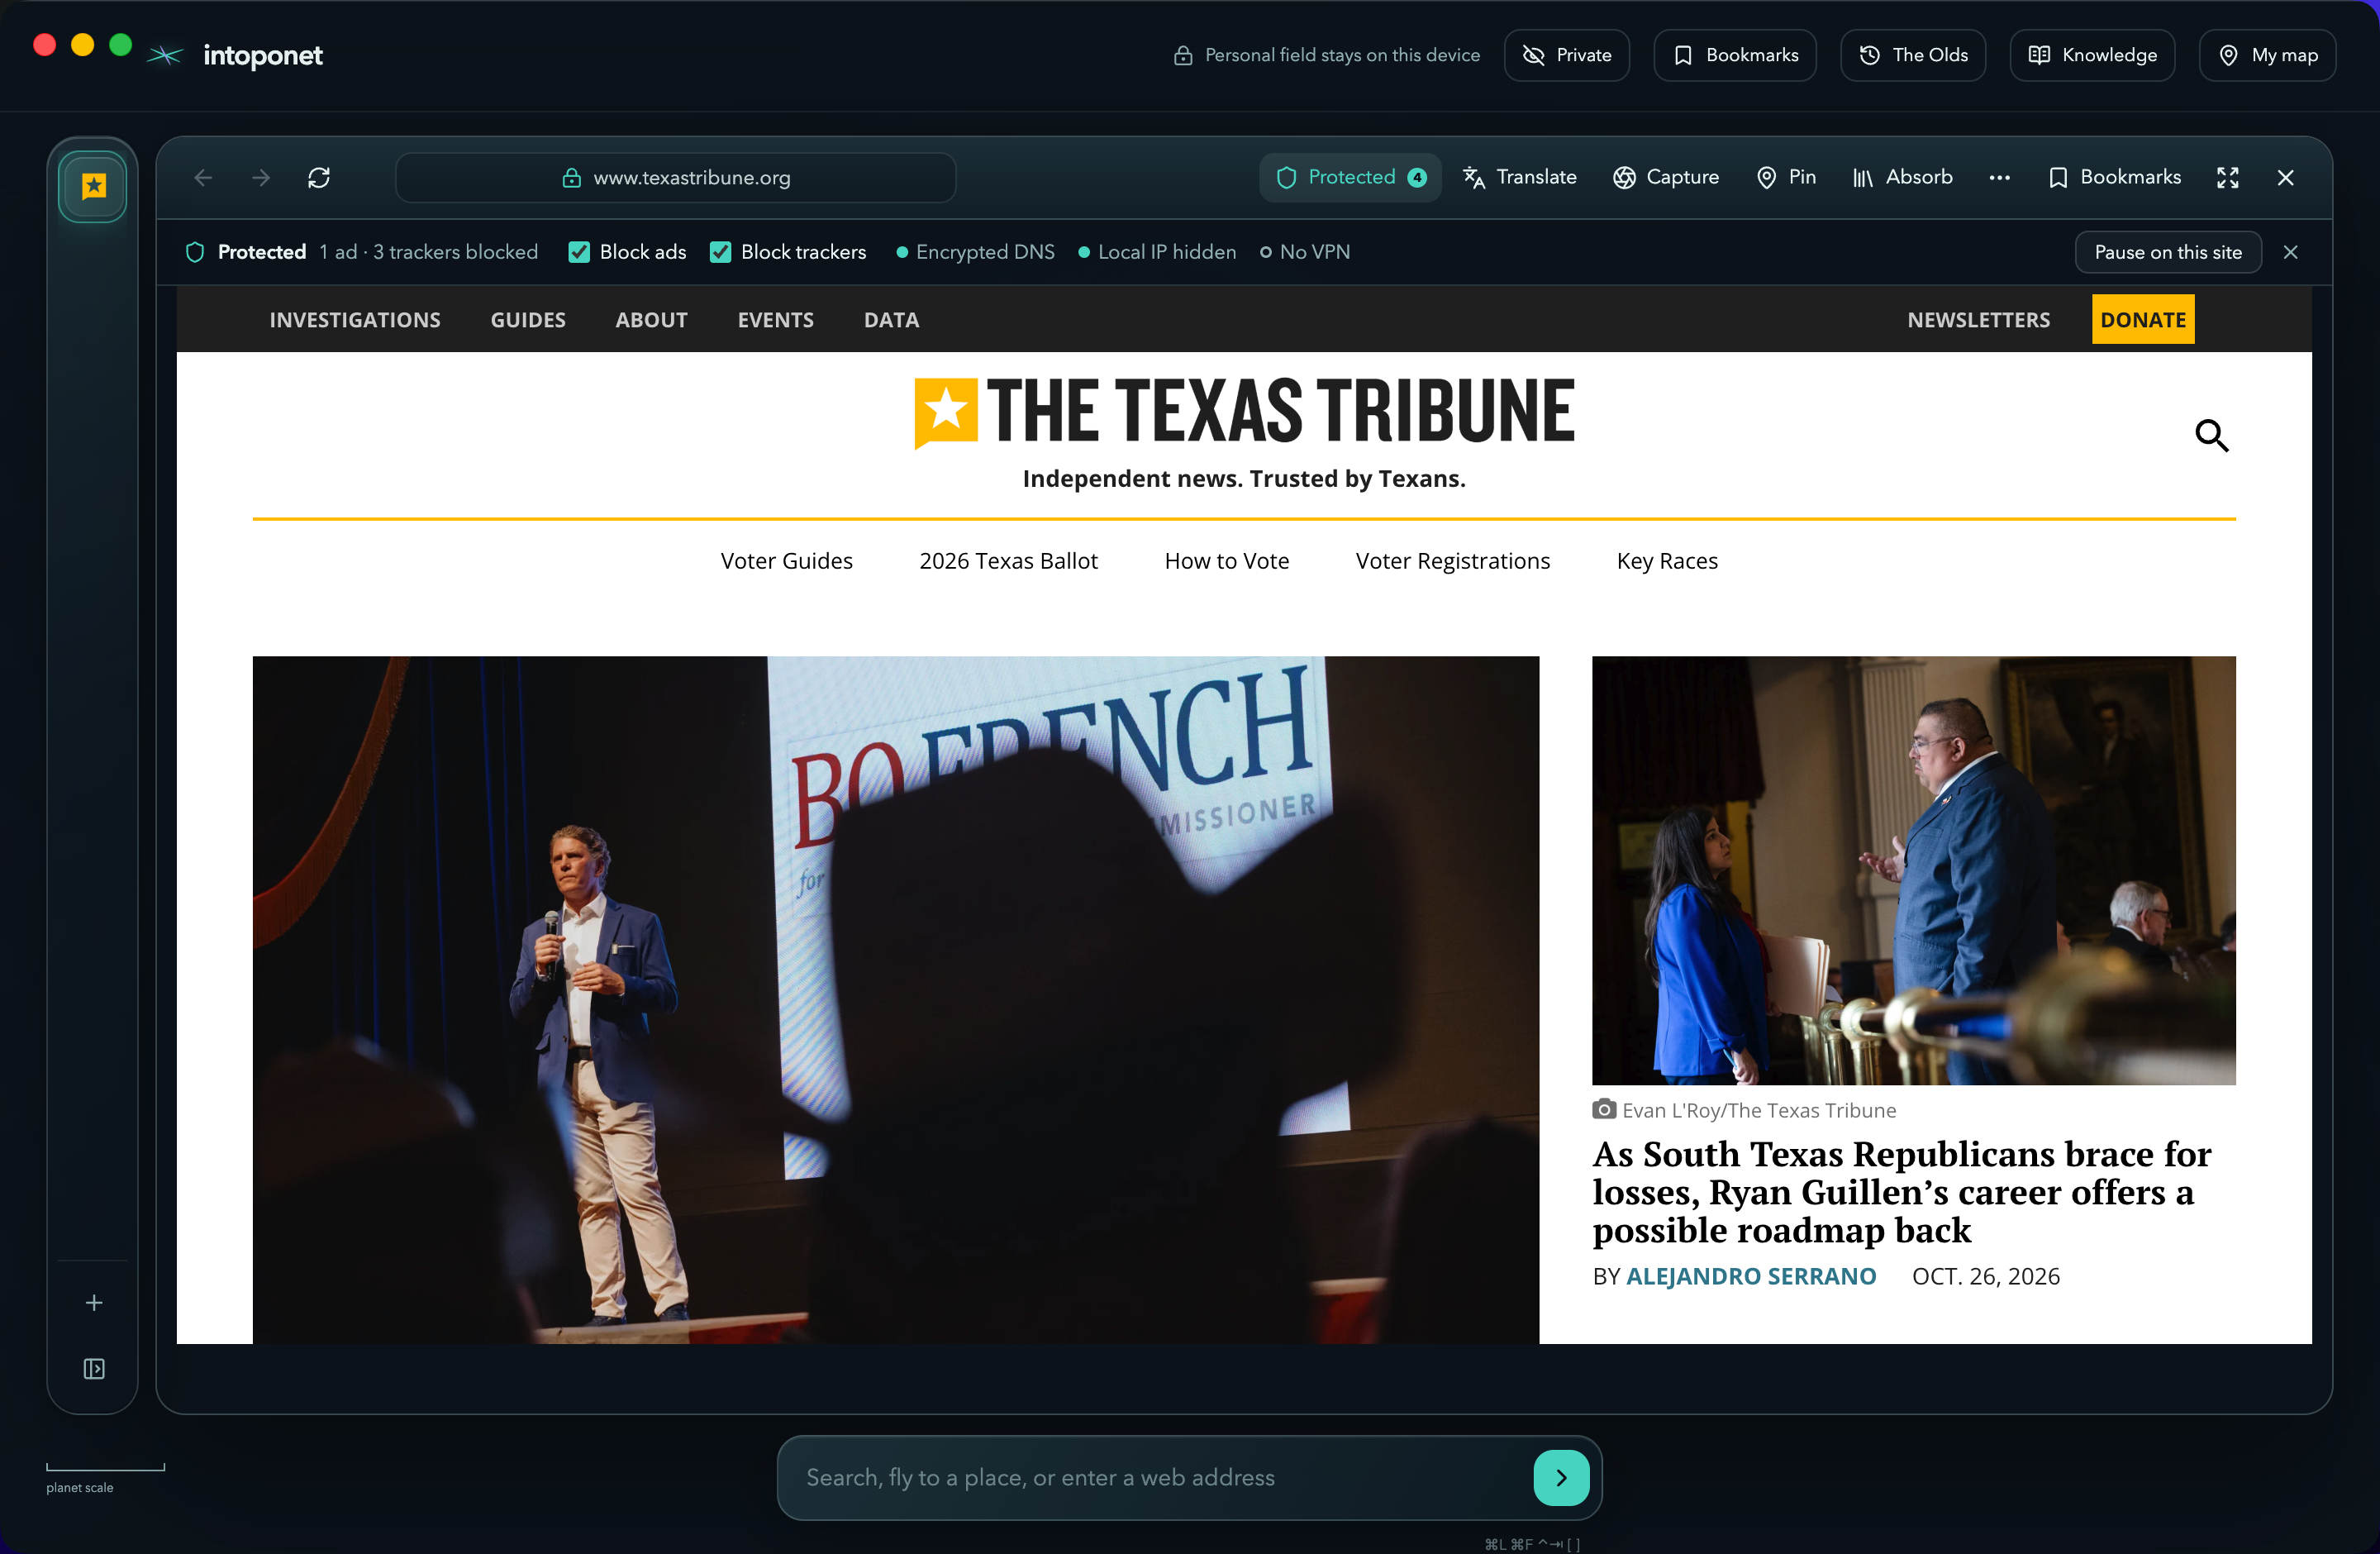 intoponet
Personal field stays on this device
Private
Bookmarks
The Olds
Knowledge
My map
www.texastribune.org
Protected 4
Translate
Capture
Pin
Absorb
Bookmarks
Protected 1 ad · 3 trackers blocked
Block ads
Block trackers
Encrypted DNS
Local IP hidden
No VPN
Pause on this site
INVESTIGATIONS
GUIDES
ABOUT
EVENTS
DATA
NEWSLETTERS
DONATE
THE TEXAS TRIBUNE
Independent news. Trusted by Texans.
Voter Guides
2026 Texas Ballot
How to Vote
Voter Registrations
Key Races
BO FRENCH
for
MISSIONER
Evan L'Roy/The Texas Tribune
As South Texas Republicans brace for
losses, Ryan Guillen’s career offers a
possible roadmap back
BY ALEJANDRO SERRANO OCT. 26, 2026
planet scale
Search, fly to a place, or enter a web address
⌘L ⌘F ^⇥ [ ]